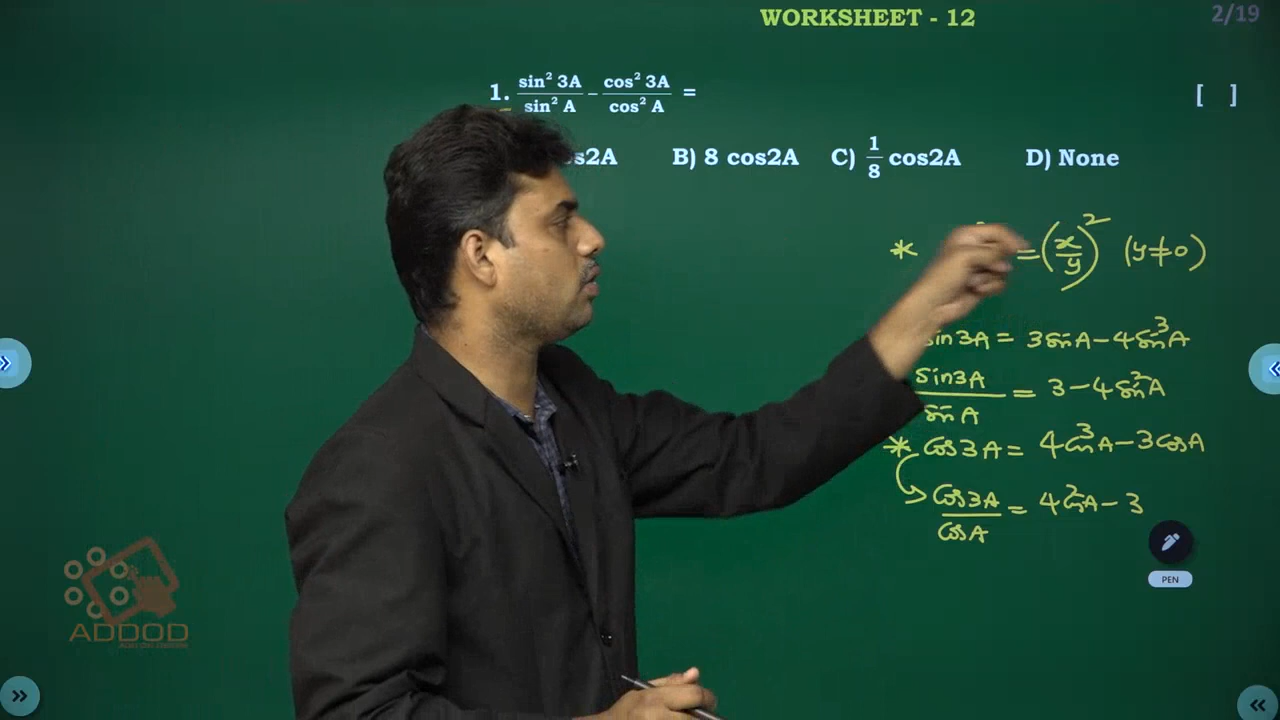 WORKSHEET - 12
2/19
1. sin² 3A / sin² A - cos² 3A / cos² A = [ ]
s2A B) 8 cos2A C) 1/8 cos2A D) None
* = (x/y)² (y≠0)
sin3A = 3sinA - 4sin³A
sin3A / sinA = 3 - 4sin²A
* cos3A = 4cos³A - 3cosA
cos3A / cosA = 4cos²A - 3
PEN
ADDOD